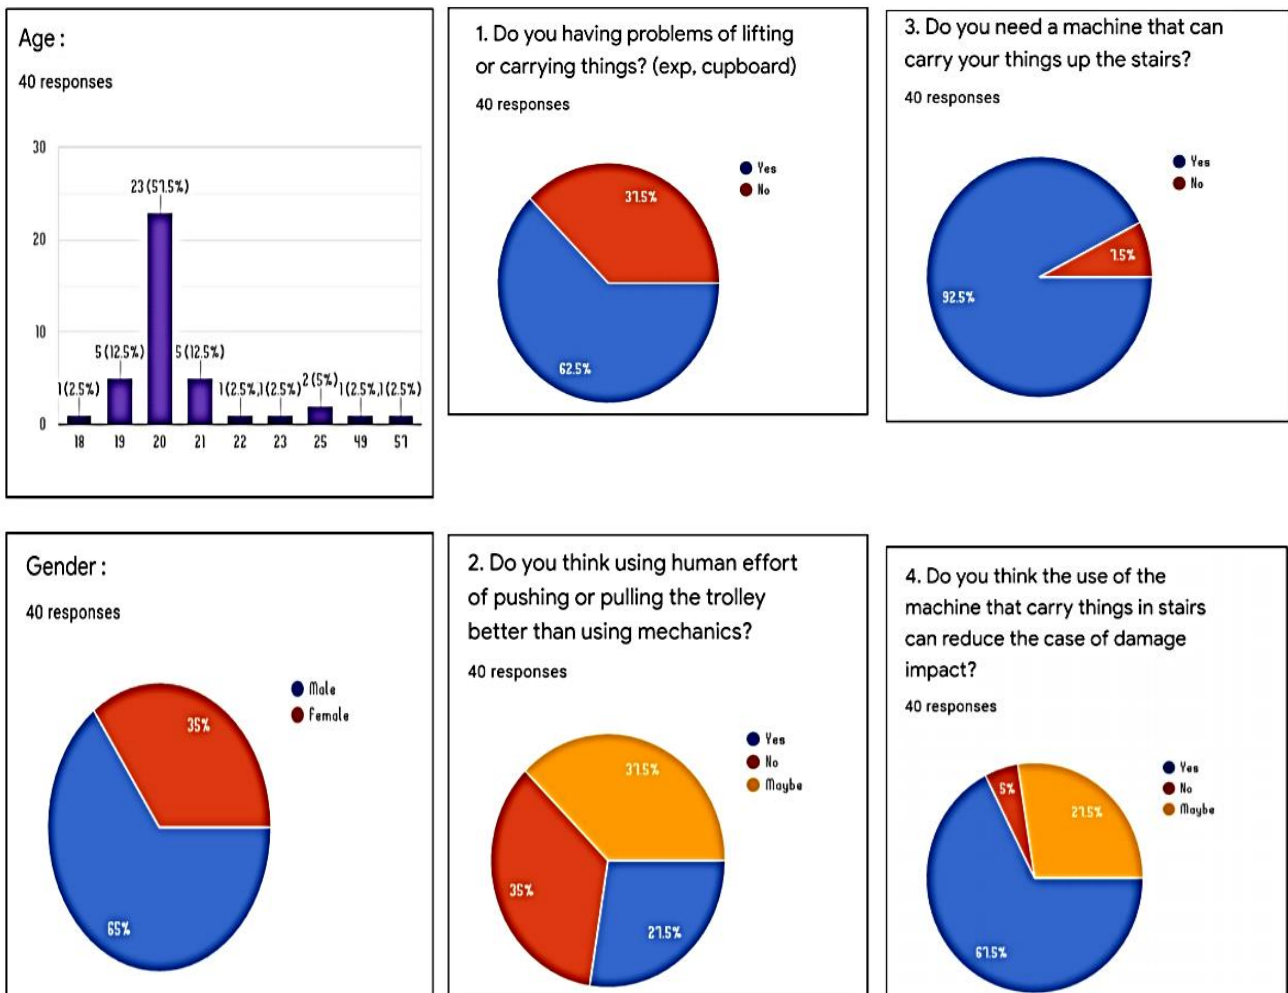 Age :
40 responses
30
20
10
0
1 (2.5%)
5 (12.5%)
23 (57.5%)
5 (12.5%)
1 (2.5%)
1 (2.5%)
2 (5%)
1 (2.5%)
1 (2.5%)
18
19
20
21
22
23
25
49
57
1. Do you having problems of lifting
or carrying things? (exp, cupboard)
40 responses
Yes
No
37.5%
62.5%
3. Do you need a machine that can
carry your things up the stairs?
40 responses
Yes
No
7.5%
92.5%
Gender :
40 responses
Male
Female
35%
65%
2. Do you think using human effort
of pushing or pulling the trolley
better than using mechanics?
40 responses
Yes
No
Maybe
37.5%
35%
27.5%
4. Do you think the use of the
machine that carry things in stairs
can reduce the case of damage
impact?
40 responses
Yes
No
Maybe
5%
27.5%
67.5%